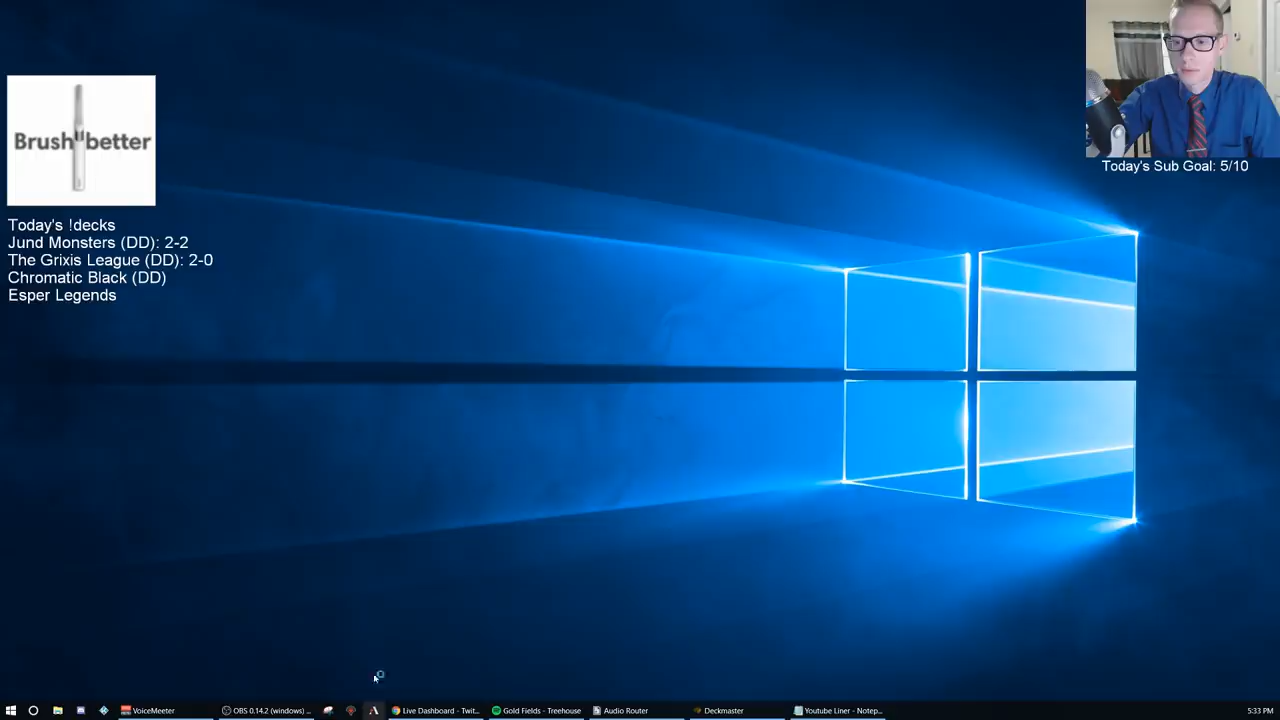 Brush better
Today's !decks
Jund Monsters (DD): 2-2
The Grixis League (DD): 2-0
Chromatic Black (DD)
Esper Legends
Today's Sub Goal: 5/10
VoiceMeeter
OBS 0.14.2 (windows) ...
Live Dashboard - Twit...
Gold Fields - Treehouse
Audio Router
Deckmaster
Youtube Liner - Notep...
5:33 PM